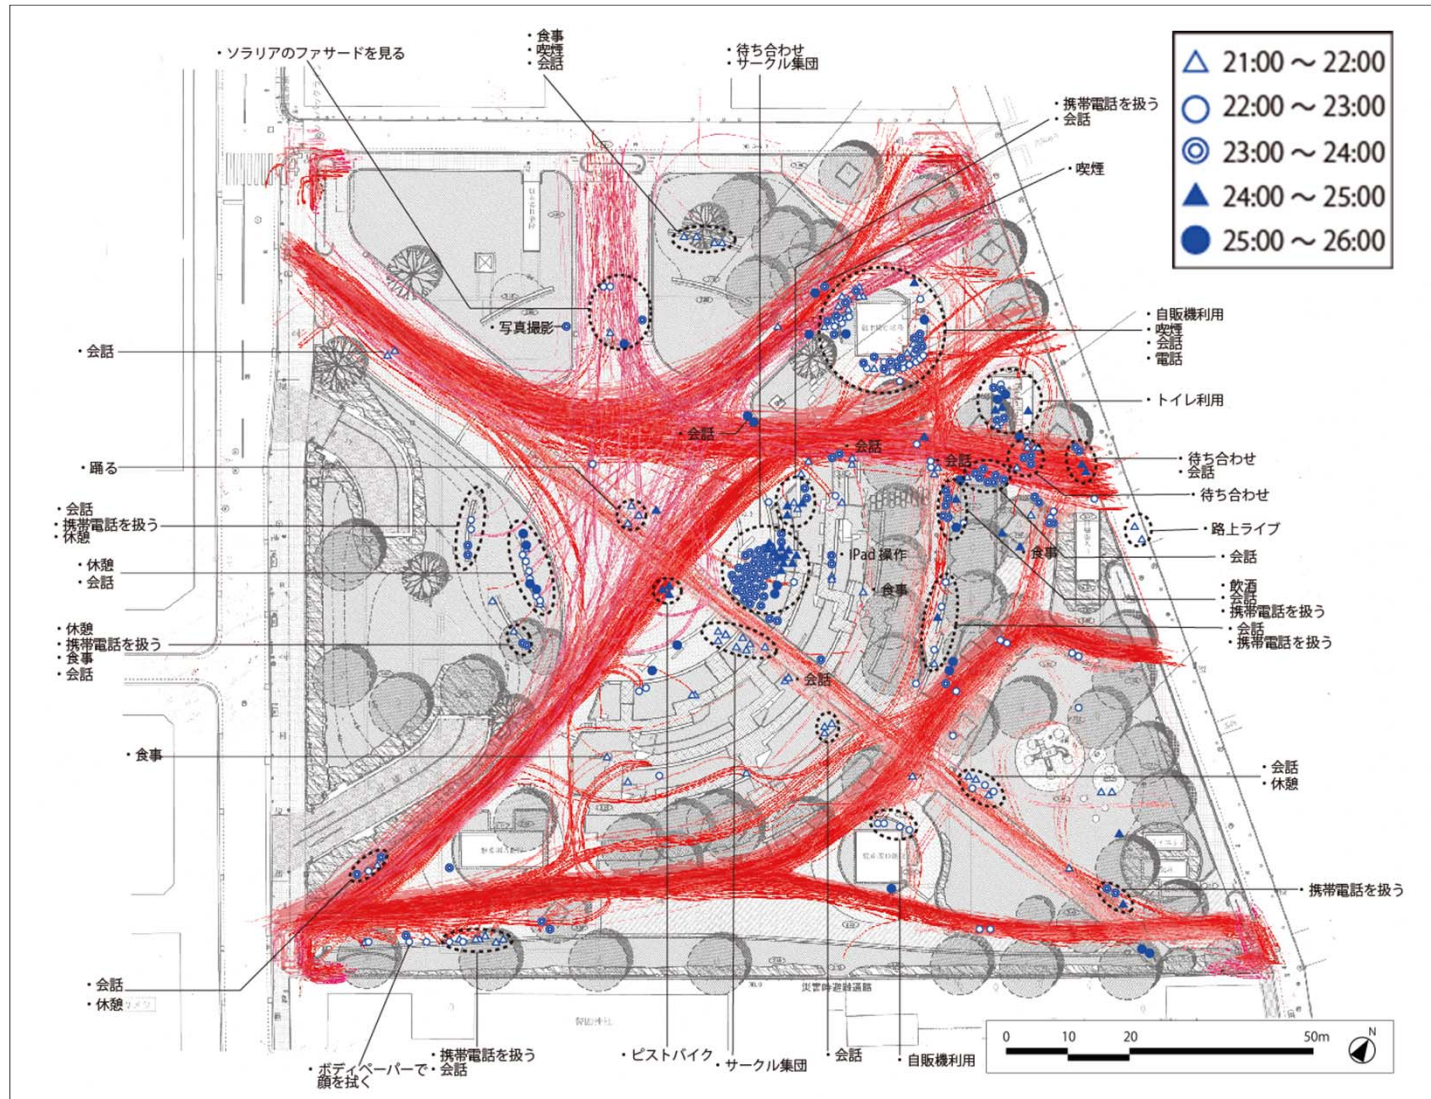 ・ソラリアのファサードを見る
・食事
・喫煙
・会話
・待ち合わせ
・サークル集団
・携帯電話を扱う
・会話
・喫煙
△ 21:00 ～ 22:00
○ 22:00 ～ 23:00
◎ 23:00 ～ 24:00
▲ 24:00 ～ 25:00
● 25:00 ～ 26:00
・写真撮影
・自販機利用
・喫煙
・会話
・電話
・会話
・トイレ利用
・会話
・会話
・会話
・待ち合わせ
・会話
・踊る
・待ち合わせ
・会話
・携帯電話を扱う
・休憩
・路上ライブ
・iPad 操作
・食事
・会話
・休憩
・会話
・食事
・飲酒
・会話
・携帯電話を扱う
・会話
・携帯電話を扱う
・休憩
・携帯電話を扱う
・食事
・会話
・会話
・食事
・会話
・休憩
・携帯電話を扱う
・会話
・休憩
災害時避難通路
・ボディペーパーで
顔を拭く
・携帯電話を扱う
・会話
・ピストバイク
・サークル集団
・会話
・自販機利用
0 10 20 50m
N